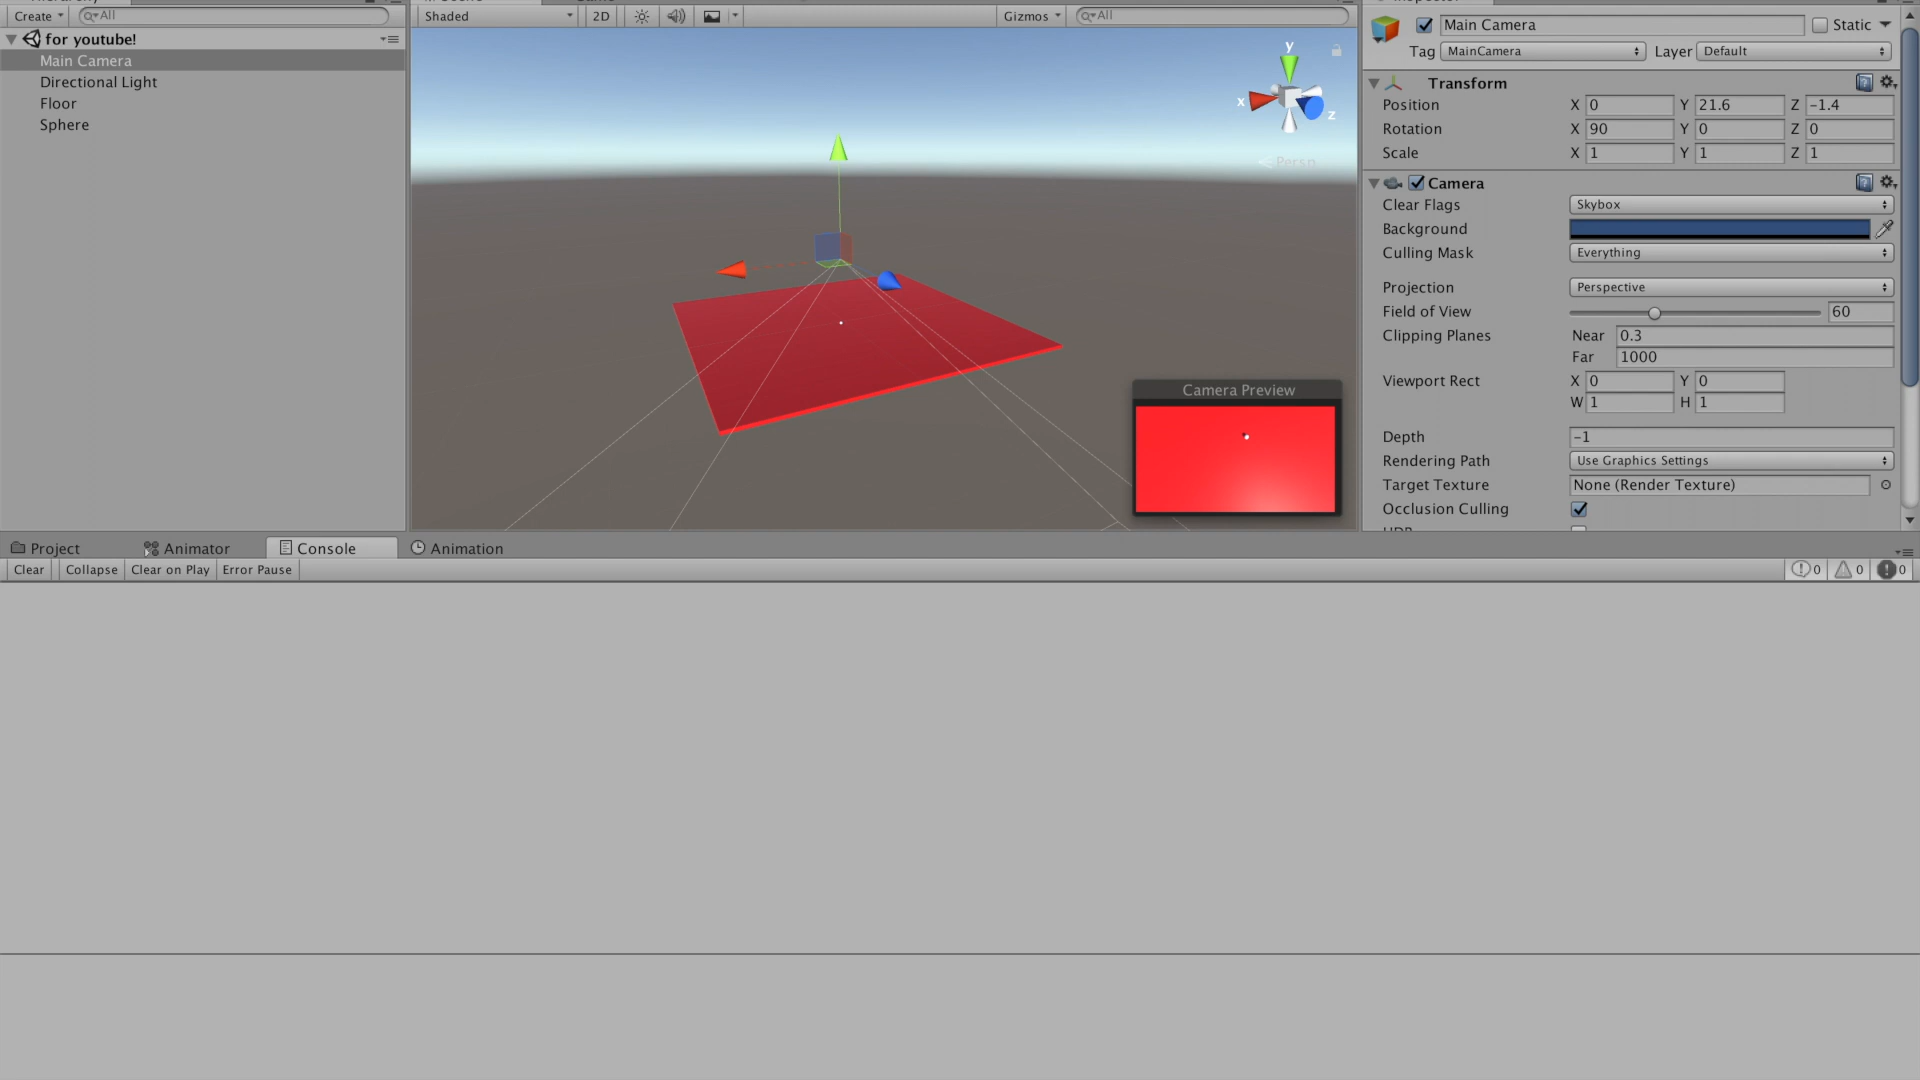 Create
All
for youtube!
Main Camera
Directional Light
Floor
Sphere
Shaded
2D
Gizmos
All
y
x
z
Persp
Camera Preview
Main Camera
Static
Tag MainCamera Layer Default
Transform
Position X 0 Y 21.6 Z -1.4
Rotation X 90 Y 0 Z 0
Scale X 1 Y 1 Z 1
Camera
Clear Flags Skybox
Background
Culling Mask Everything
Projection Perspective
Field of View 60
Clipping Planes Near 0.3
Far 1000
Viewport Rect X 0 Y 0
W 1 H 1
Depth -1
Rendering Path Use Graphics Settings
Target Texture None (Render Texture)
Occlusion Culling
Project Animator Console Animation
Clear Collapse Clear on Play Error Pause 0 0 0